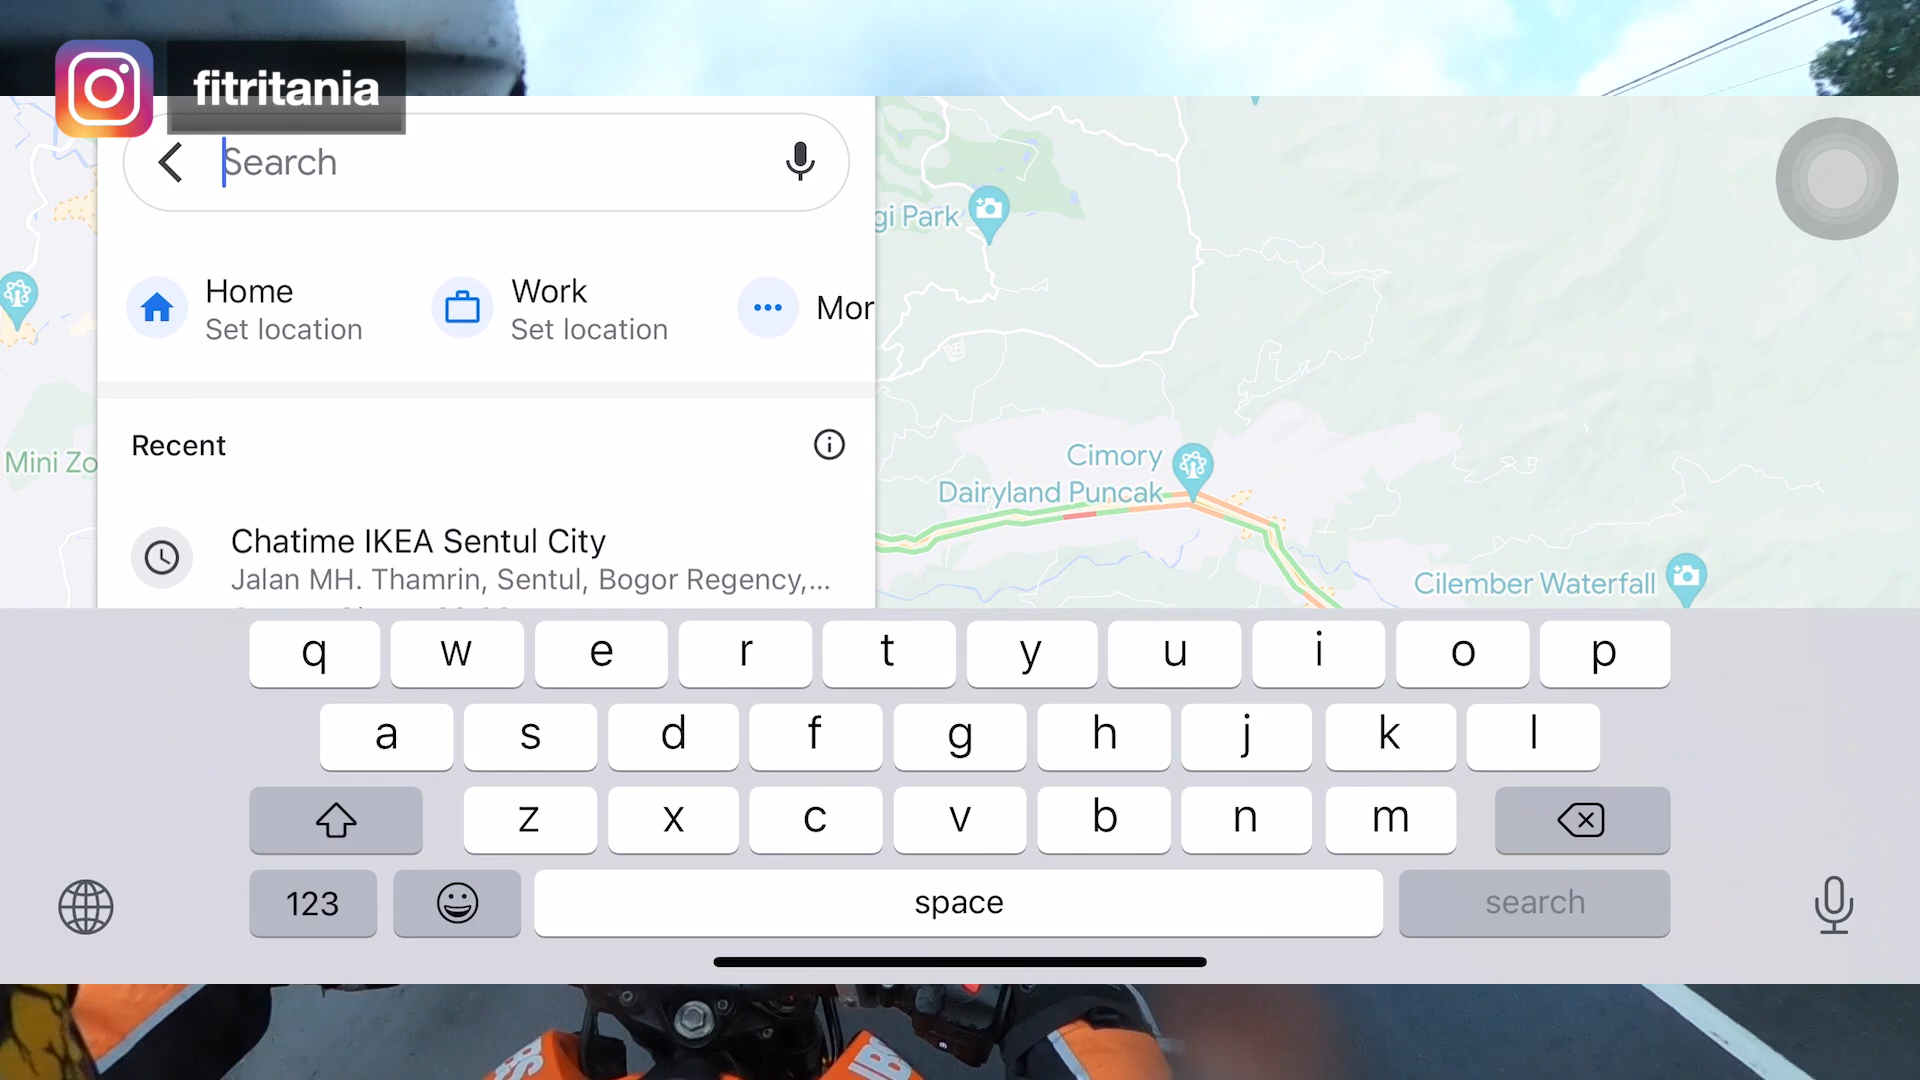 fitritania
Search
Home
Set location
Work
Set location
Mor
Recent
Chatime IKEA Sentul City
Jalan MH. Thamrin, Sentul, Bogor Regency,...
gi Park
Mini Zo
Cimory
Dairyland Puncak
Cilember Waterfall
q w e r t y u i o p
a s d f g h j k l
z x c v b n m
123
space
search